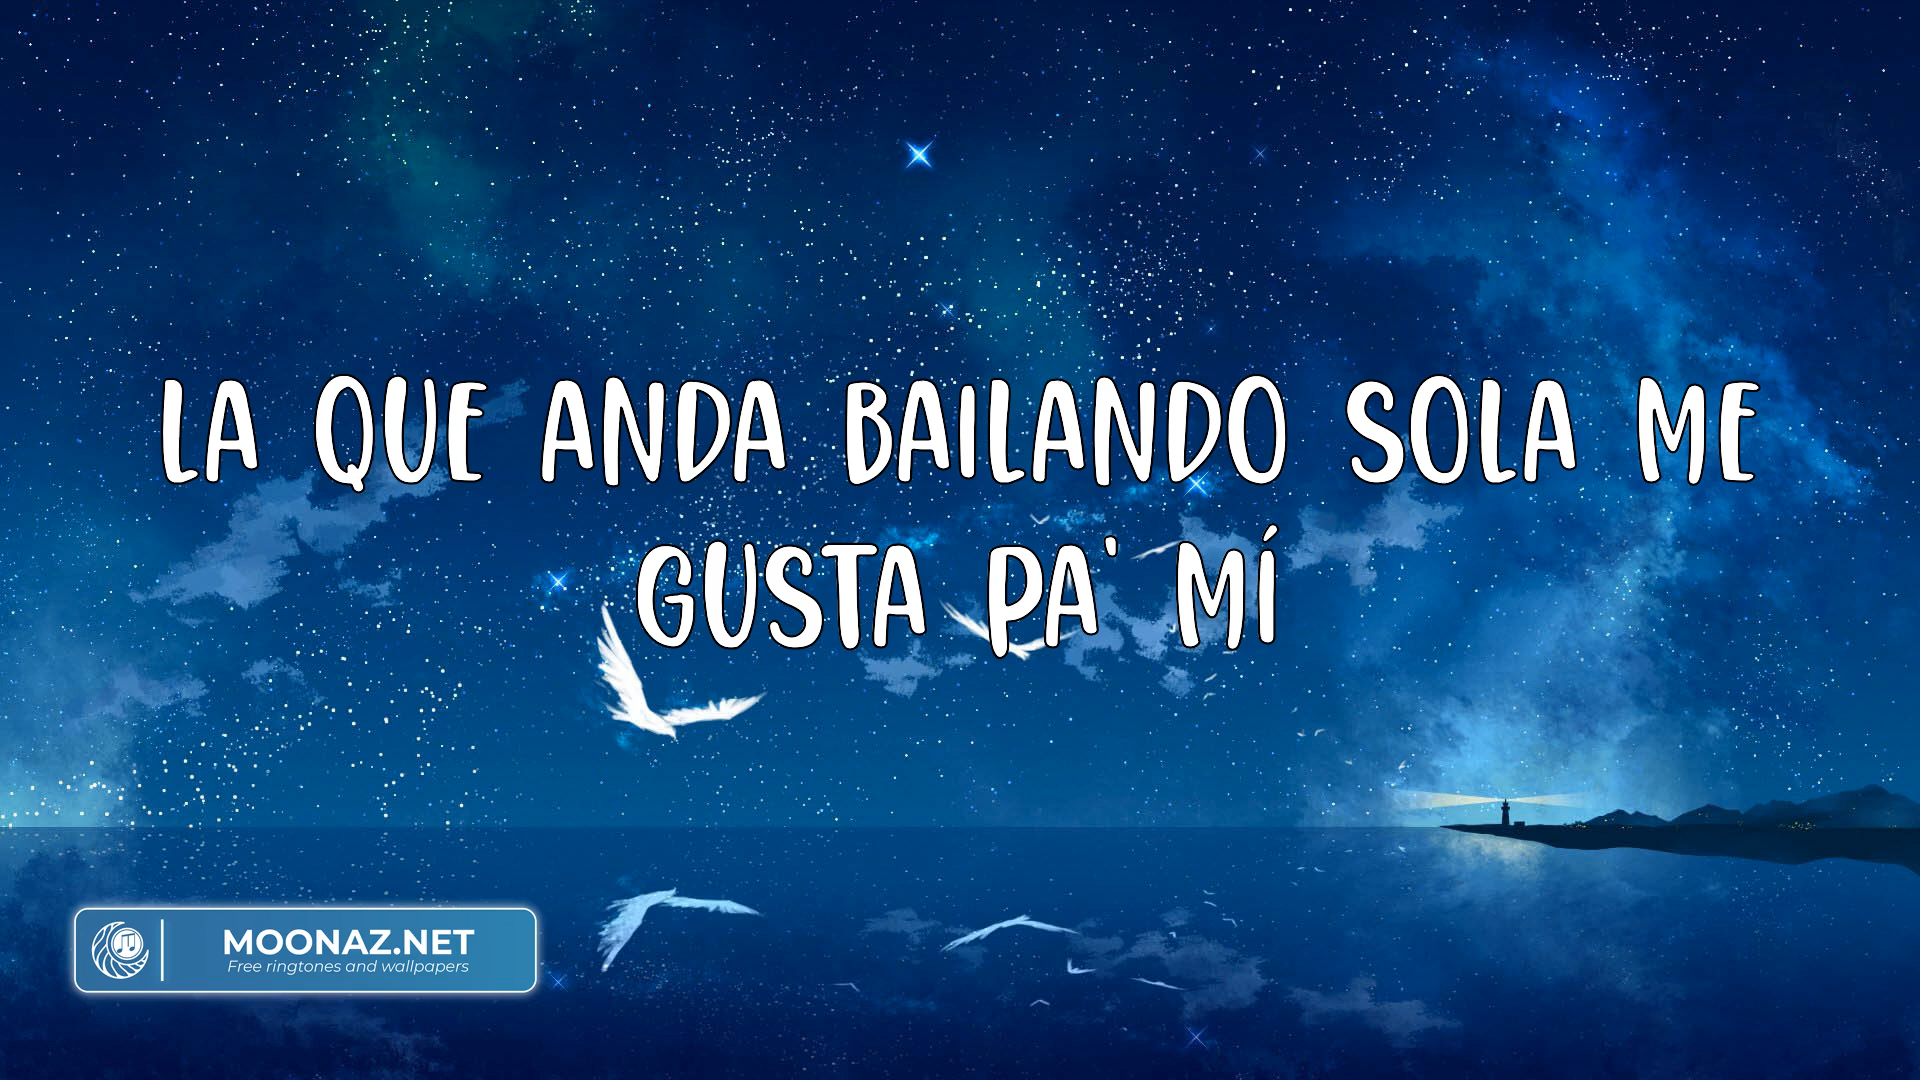 LA QUE ANDA BAILANDO SOLA ME
GUSTA PA' MÍ
MOONAZ.NET
Free ringtones and wallpapers